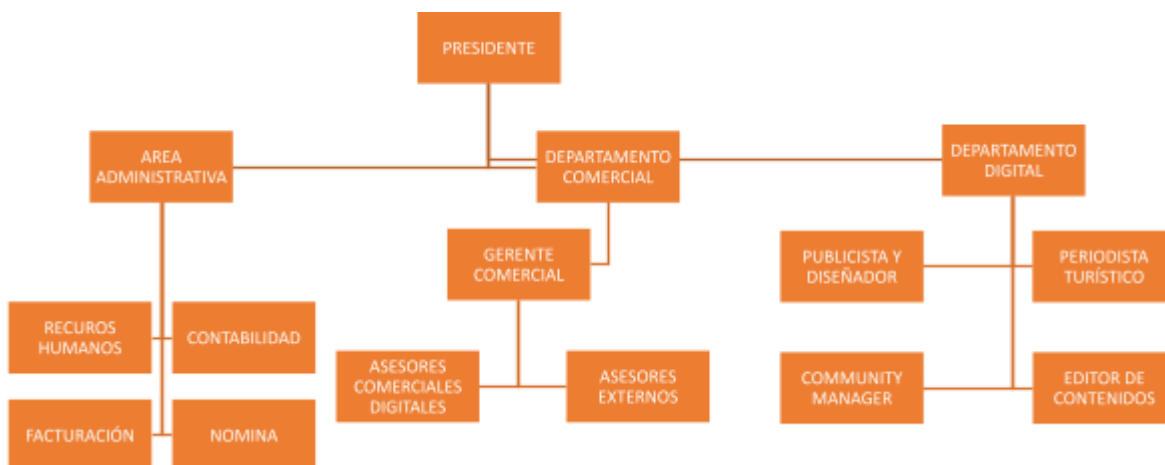 PRESIDENTE
AREA
ADMINISTRATIVA
DEPARTAMENTO
COMERCIAL
DEPARTAMENTO
DIGITAL
GERENTE
COMERCIAL
PUBLICISTA Y
DISEÑADOR
PERIODISTA
TURÍSTICO
RECUROS
HUMANOS
CONTABILIDAD
ASESORES
COMERCIALES
DIGITALES
ASESORES
EXTERNOS
COMMUNITY
MANAGER
EDITOR DE
CONTENIDOS
FACTURACIÓN
NOMINA